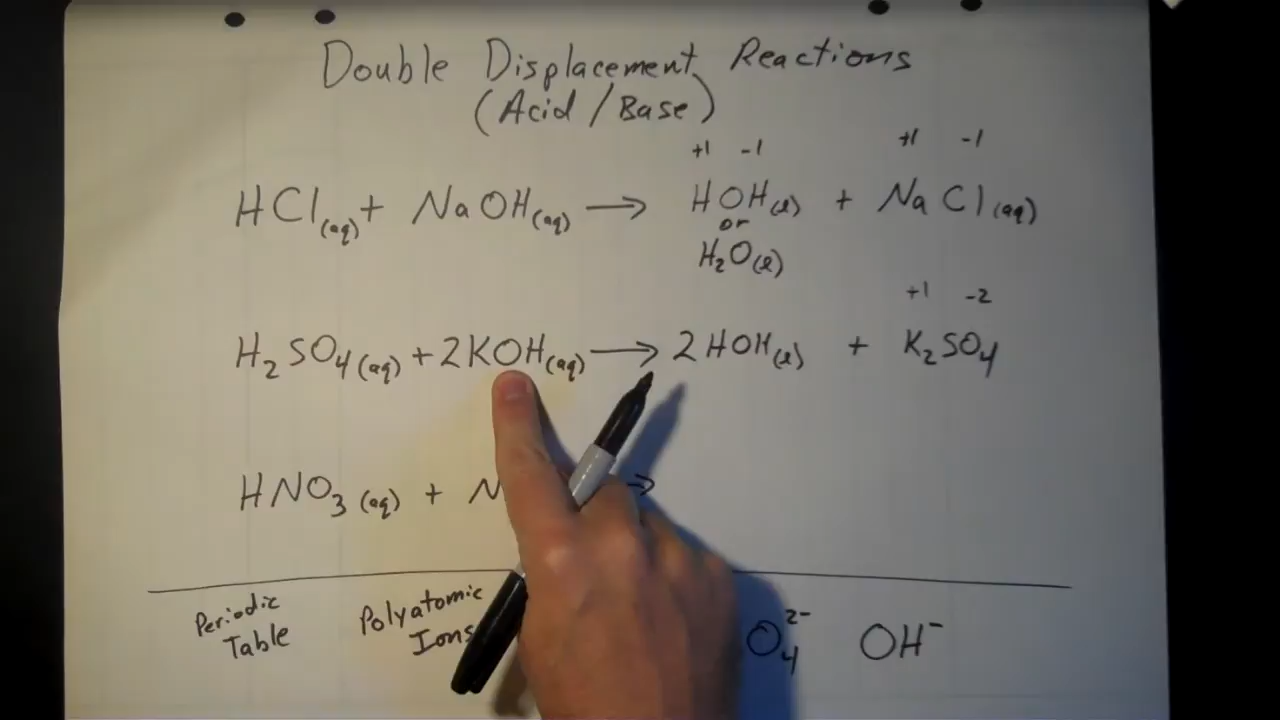 Double Displacement Reactions
(Acid / Base)
+1 -1 +1 -1
HCl(aq) + NaOH(aq) → HOH(l) + NaCl(aq)
or
H₂O(l)
+1 -2
H₂SO₄(aq) + 2KOH(aq) → 2HOH(l) + K₂SO₄
HNO₃(aq) + N →
Periodic Polyatomic
Table Ions
O₄²⁻ OH⁻